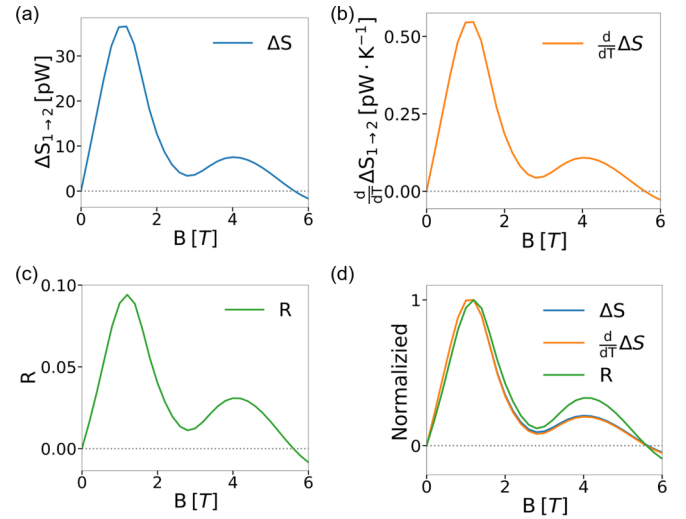 (a)
ΔS₁→₂ [pW]
30
20
10
0
ΔS
0
2
4
6
B [T]
(b)
d/dT ΔS₁→₂ [pW · K⁻¹]
0.50
0.25
0.00
d/dT ΔS
0
2
4
6
B [T]
(c)
R
0.10
0.05
0.00
R
0
2
4
6
B [T]
(d)
Normalizied
1
0
ΔS
d/dT ΔS
R
0
2
4
6
B [T]